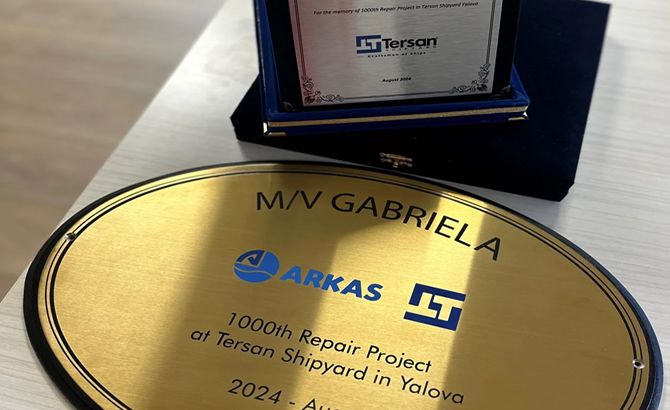 For the memory of 1000th Repair Project in Tersan Shipyard Yalova
Tersan
Craftsmen of Ships
August 2024
M/V GABRIELA
ARKAS
1000th Repair Project
at Tersan Shipyard in Yalova
2024 -